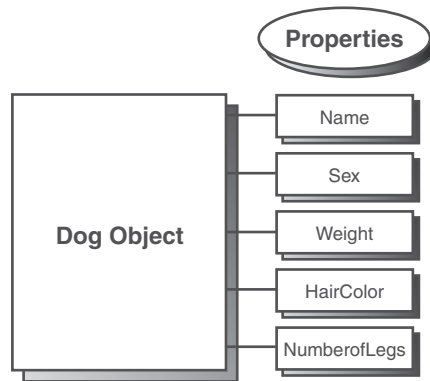 Properties
Name
Sex
Dog Object
Weight
HairColor
NumberofLegs